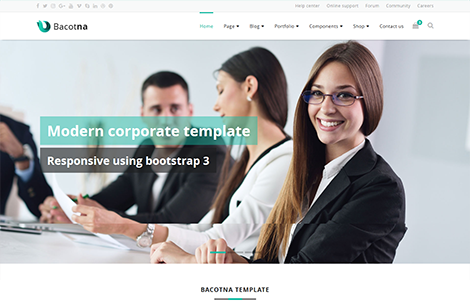 Help center Online support Forum Community Careers
Bacotna
Home Page Blog Portfolio Components Shop Contact us
Modern corporate template
Responsive using bootstrap 3
BACOTNA TEMPLATE